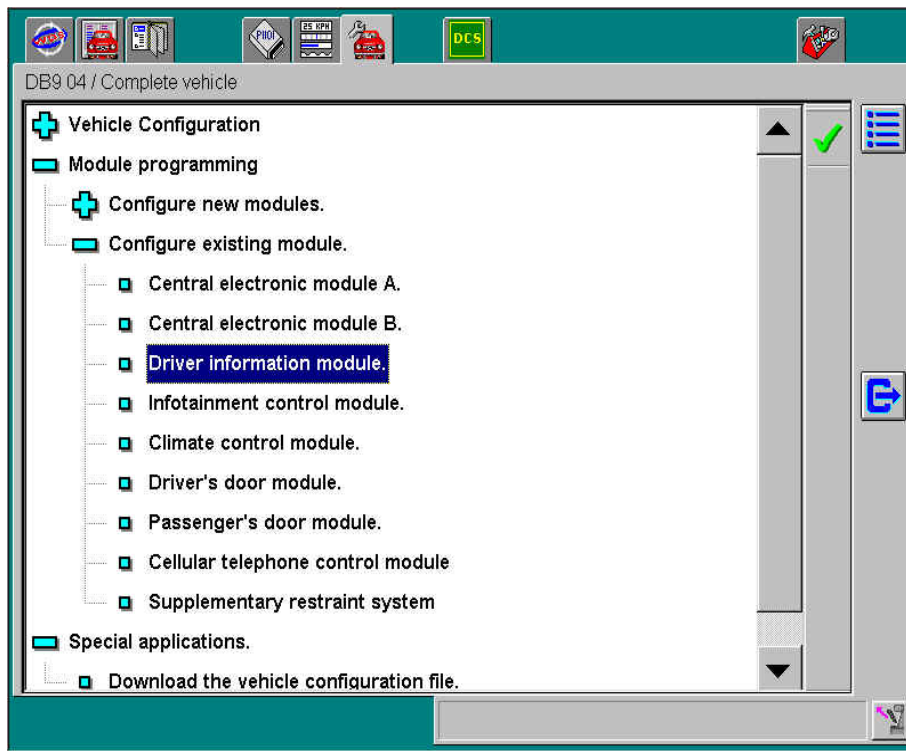 WDS
PIIOI
25 KPH
DCS
DB9 04 / Complete vehicle
Vehicle Configuration
Module programming
Configure new modules.
Configure existing module.
Central electronic module A.
Central electronic module B.
Driver information module.
Infotainment control module.
Climate control module.
Driver's door module.
Passenger's door module.
Cellular telephone control module
Supplementary restraint system
Special applications.
Download the vehicle configuration file.